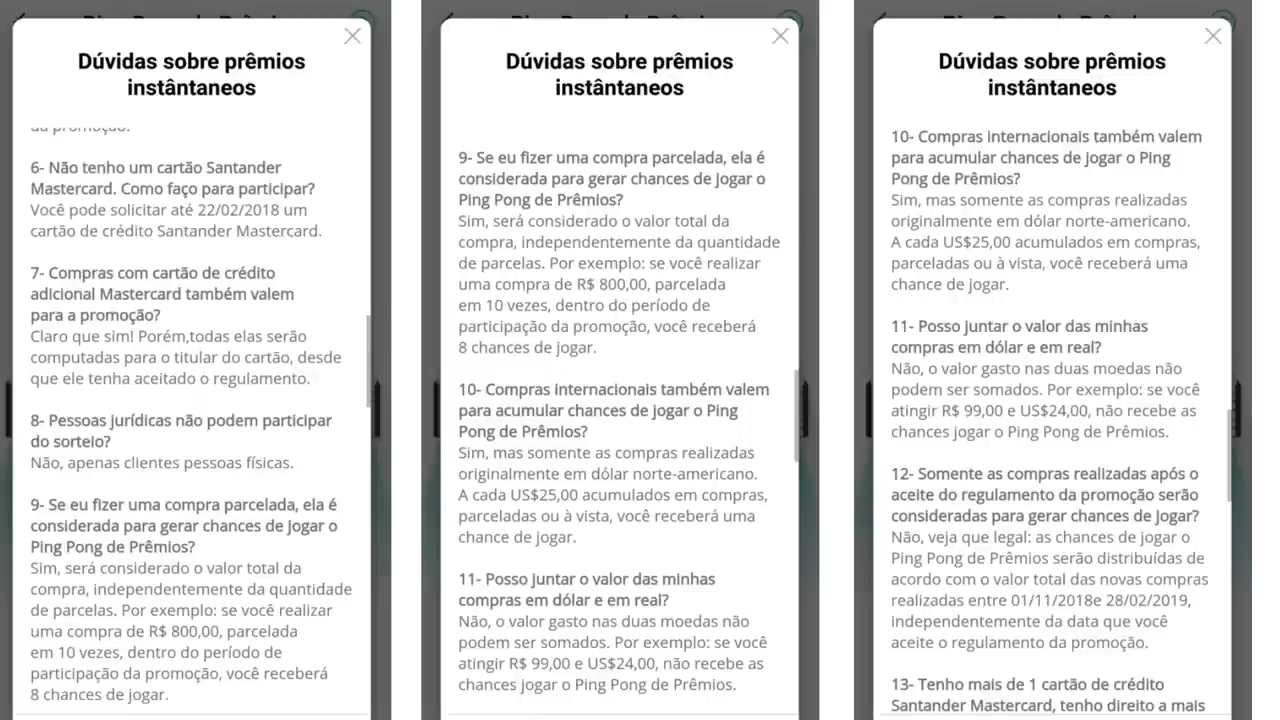 Dúvidas sobre prêmios
instântaneos
da promoção.
6- Não tenho um cartão Santander
Mastercard. Como faço para participar?
Você pode solicitar até 22/02/2018 um
cartão de crédito Santander Mastercard.
7- Compras com cartão de crédito
adicional Mastercard também valem
para a promoção?
Claro que sim! Porém,todas elas serão
computadas para o titular do cartão, desde
que ele tenha aceitado o regulamento.
8- Pessoas jurídicas não podem participar
do sorteio?
Não, apenas clientes pessoas físicas.
9- Se eu fizer uma compra parcelada, ela é
considerada para gerar chances de jogar o
Ping Pong de Prêmios?
Sim, será considerado o valor total da
compra, independentemente da quantidade
de parcelas. Por exemplo: se você realizar
uma compra de R$ 800,00, parcelada
em 10 vezes, dentro do período de
participação da promoção, você receberá
8 chances de jogar.
Dúvidas sobre prêmios
instântaneos
9- Se eu fizer uma compra parcelada, ela é
considerada para gerar chances de jogar o
Ping Pong de Prêmios?
Sim, será considerado o valor total da
compra, independentemente da quantidade
de parcelas. Por exemplo: se você realizar
uma compra de R$ 800,00, parcelada
em 10 vezes, dentro do período de
participação da promoção, você receberá
8 chances de jogar.
10- Compras internacionais também valem
para acumular chances de jogar o Ping
Pong de Prêmios?
Sim, mas somente as compras realizadas
originalmente em dólar norte-americano.
A cada US$25,00 acumulados em compras,
parceladas ou à vista, você receberá uma
chance de jogar.
11- Posso juntar o valor das minhas
compras em dólar e em real?
Não, o valor gasto nas duas moedas não
podem ser somados. Por exemplo: se você
atingir R$ 99,00 e US$24,00, não recebe as
chances jogar o Ping Pong de Prêmios.
Dúvidas sobre prêmios
instântaneos
10- Compras internacionais também valem
para acumular chances de jogar o Ping
Pong de Prêmios?
Sim, mas somente as compras realizadas
originalmente em dólar norte-americano.
A cada US$25,00 acumulados em compras,
parceladas ou à vista, você receberá uma
chance de jogar.
11- Posso juntar o valor das minhas
compras em dólar e em real?
Não, o valor gasto nas duas moedas não
podem ser somados. Por exemplo: se você
atingir R$ 99,00 e US$24,00, não recebe as
chances jogar o Ping Pong de Prêmios.
12- Somente as compras realizadas após o
aceite do regulamento da promoção serão
consideradas para gerar chances de jogar?
Não, veja que legal: as chances de jogar o
Ping Pong de Prêmios serão distribuídas de
acordo com o valor total das novas compras
realizadas entre 01/11/2018e 28/02/2019,
independentemente da data que você
aceite o regulamento da promoção.
13- Tenho mais de 1 cartão de crédito
Santander Mastercard, tenho direito a mais